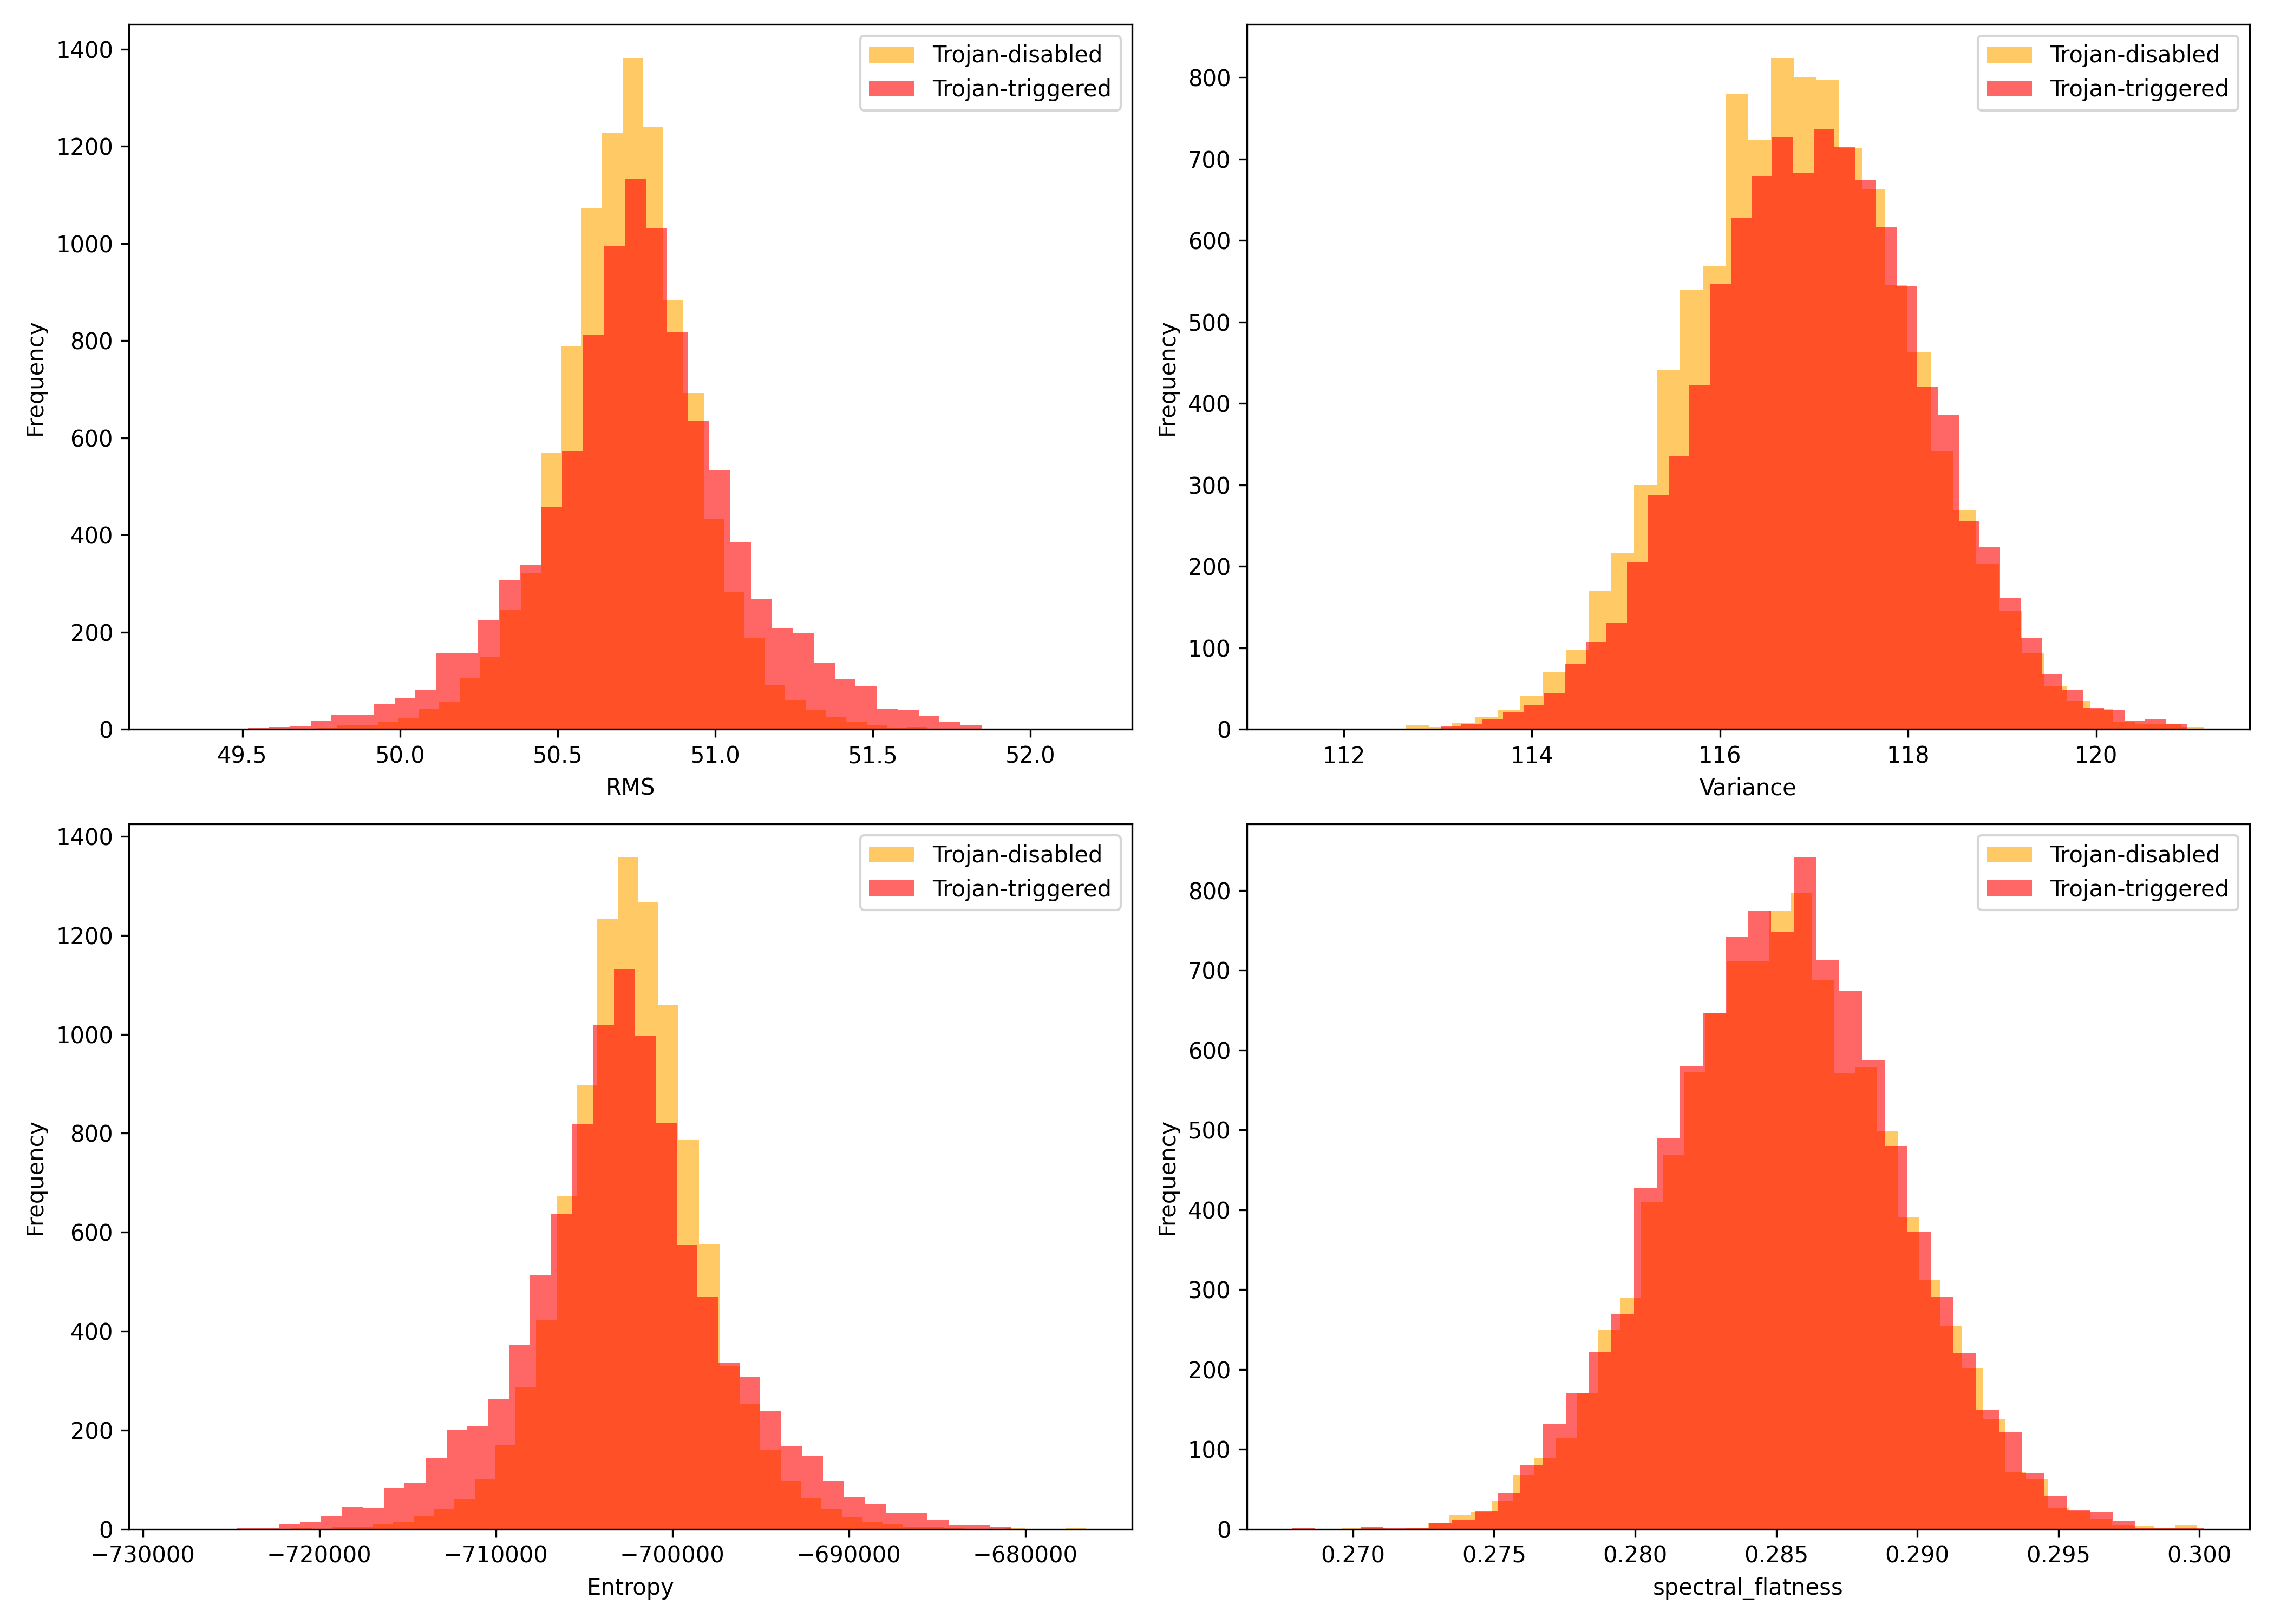 1400
1200
1000
800
600
400
200
0
Frequency
49.5 50.0 50.5 51.0 51.5 52.0
RMS
Trojan-disabled
Trojan-triggered
800
700
600
500
400
300
200
100
0
Frequency
112 114 116 118 120
Variance
Trojan-disabled
Trojan-triggered
1400
1200
1000
800
600
400
200
0
Frequency
−730000 −720000 −710000 −700000 −690000 −680000
Entropy
Trojan-disabled
Trojan-triggered
800
700
600
500
400
300
200
100
0
Frequency
0.270 0.275 0.280 0.285 0.290 0.295 0.300
spectral_flatness
Trojan-disabled
Trojan-triggered